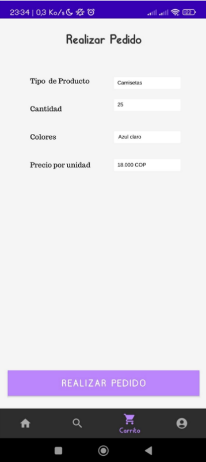 23:34 | 0,3 Ko/s
Realizar Pedido
Tipo de Producto
Camisetas
Cantidad
25
Colores
Azul claro
Precio por unidad
18.000 COP
REALIZAR PEDIDO
Carrito